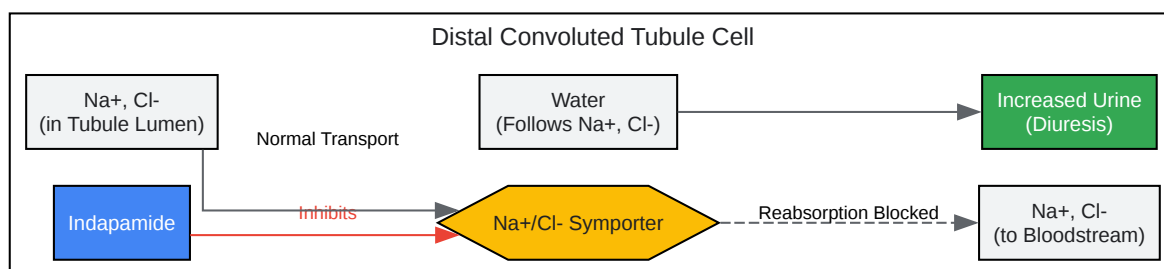 Distal Convoluted Tubule Cell
Na+, Cl-
(in Tubule Lumen)
Normal Transport
Water
(Follows Na+, Cl-)
Increased Urine
(Diuresis)
Indapamide
Inhibits
Na+/Cl- Symporter
Reabsorption Blocked
Na+, Cl-
(to Bloodstream)